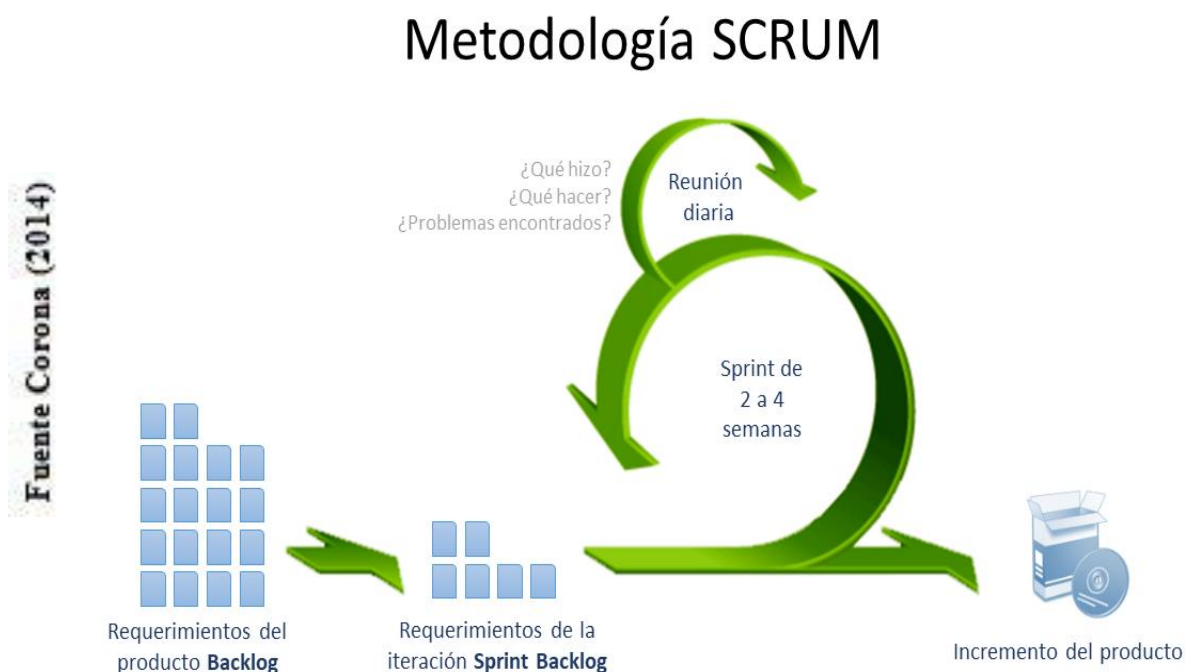 Metodología SCRUM
Fuente Corona (2014)
¿Qué hizo?
¿Qué hacer?
¿Problemas encontrados?
Reunión
diaria
Sprint de
2 a 4
semanas
Requerimientos del
producto Backlog
Requerimientos de la
iteración Sprint Backlog
Incremento del producto